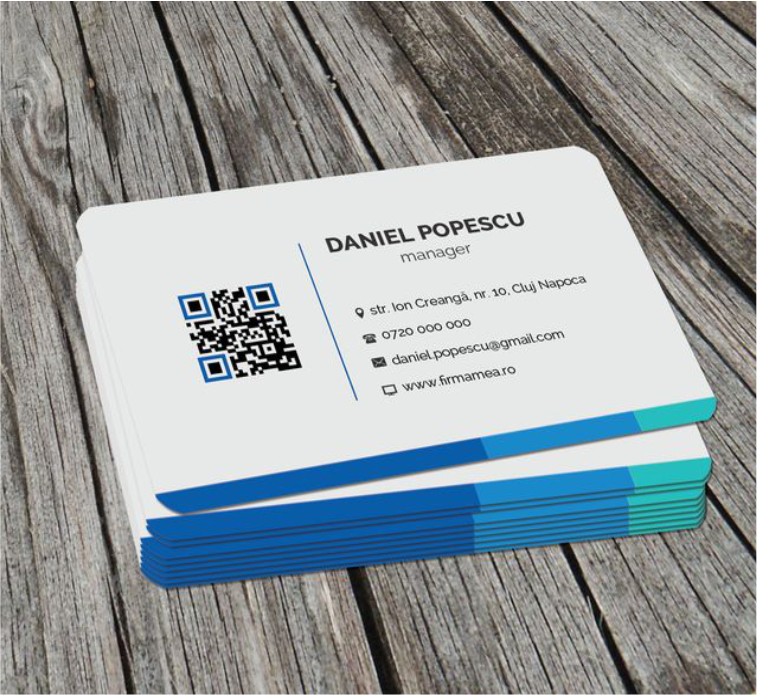 DANIEL POPESCU
manager
str. Ion Creangă, nr. 10, Cluj Napoca
0720 000 000
daniel.popescu@gmail.com
www.firmamea.ro